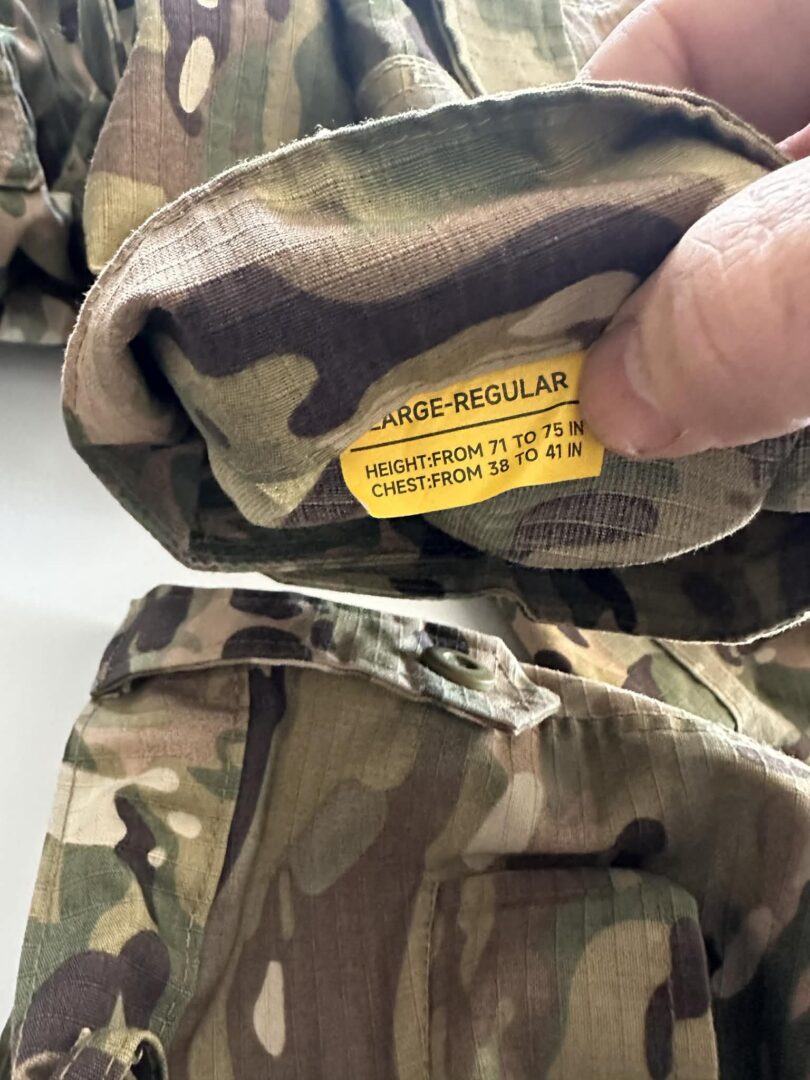 LARGE-REGULAR
HEIGHT:FROM 71 TO 75 IN
CHEST:FROM 38 TO 41 IN